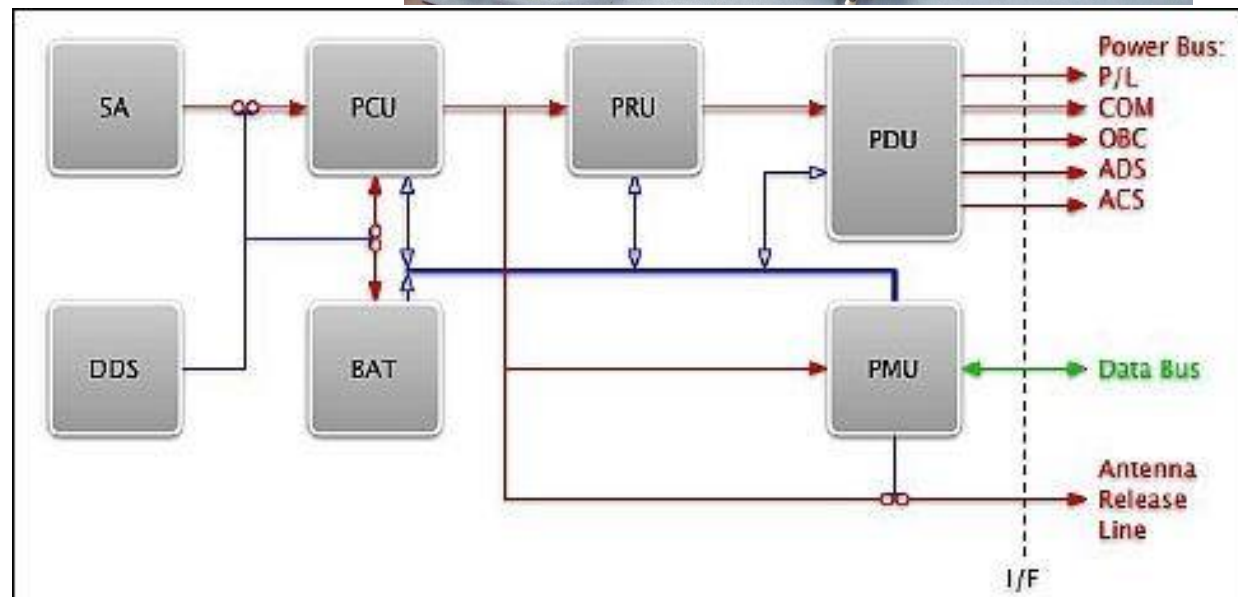 SA
PCU
PRU
PDU
Power Bus:
P/L
COM
OBC
ADS
ACS
DDS
BAT
PMU
Data Bus
Antenna
Release
Line
I/F